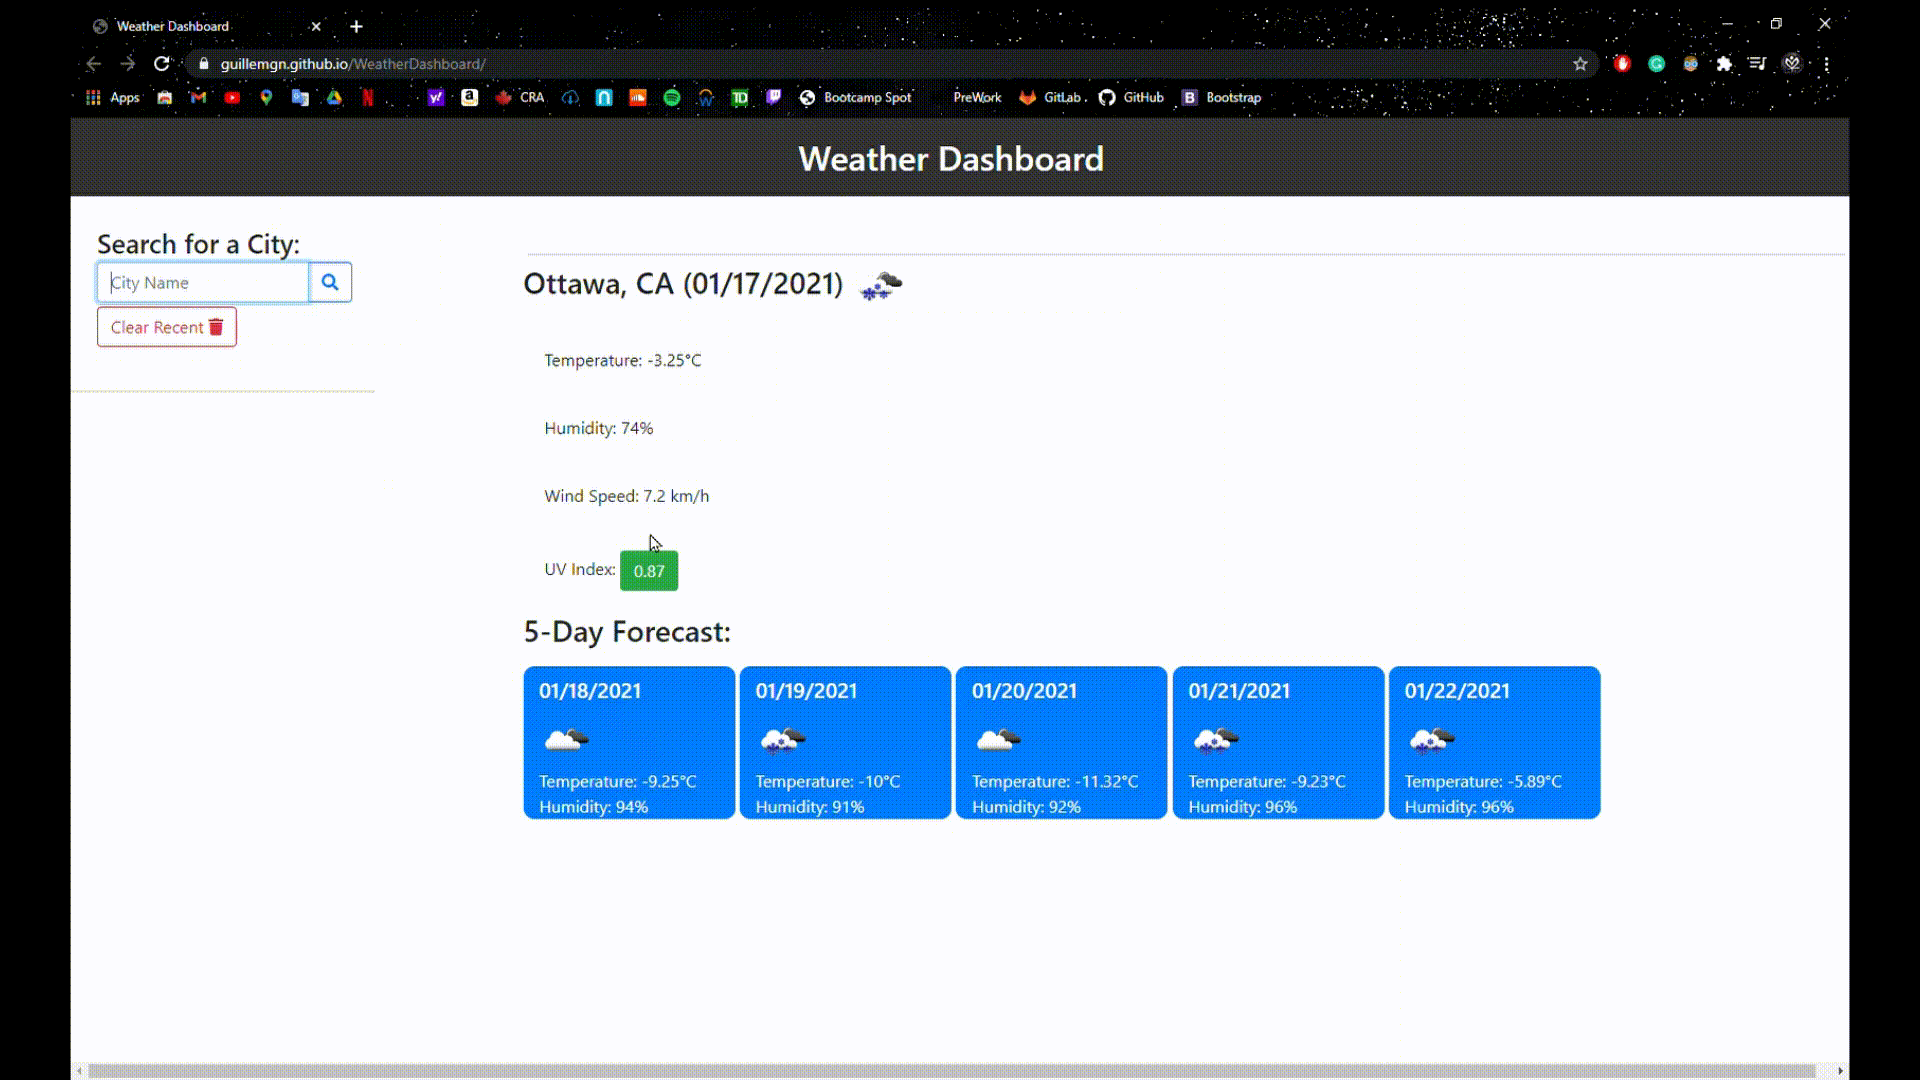 Weather Dashboard
guillemgn.github.io/WeatherDashboard/
Apps CRA Bootcamp Spot PreWork GitLab GitHub Bootstrap
Weather Dashboard
Search for a City:
City Name
Clear Recent
Ottawa, CA (01/17/2021)
Temperature: -3.25°C
Humidity: 74%
Wind Speed: 7.2 km/h
UV Index: 0.87
5-Day Forecast:
01/18/2021
Temperature: -9.25°C
Humidity: 94%
01/19/2021
Temperature: -10°C
Humidity: 91%
01/20/2021
Temperature: -11.32°C
Humidity: 92%
01/21/2021
Temperature: -9.23°C
Humidity: 96%
01/22/2021
Temperature: -5.89°C
Humidity: 96%